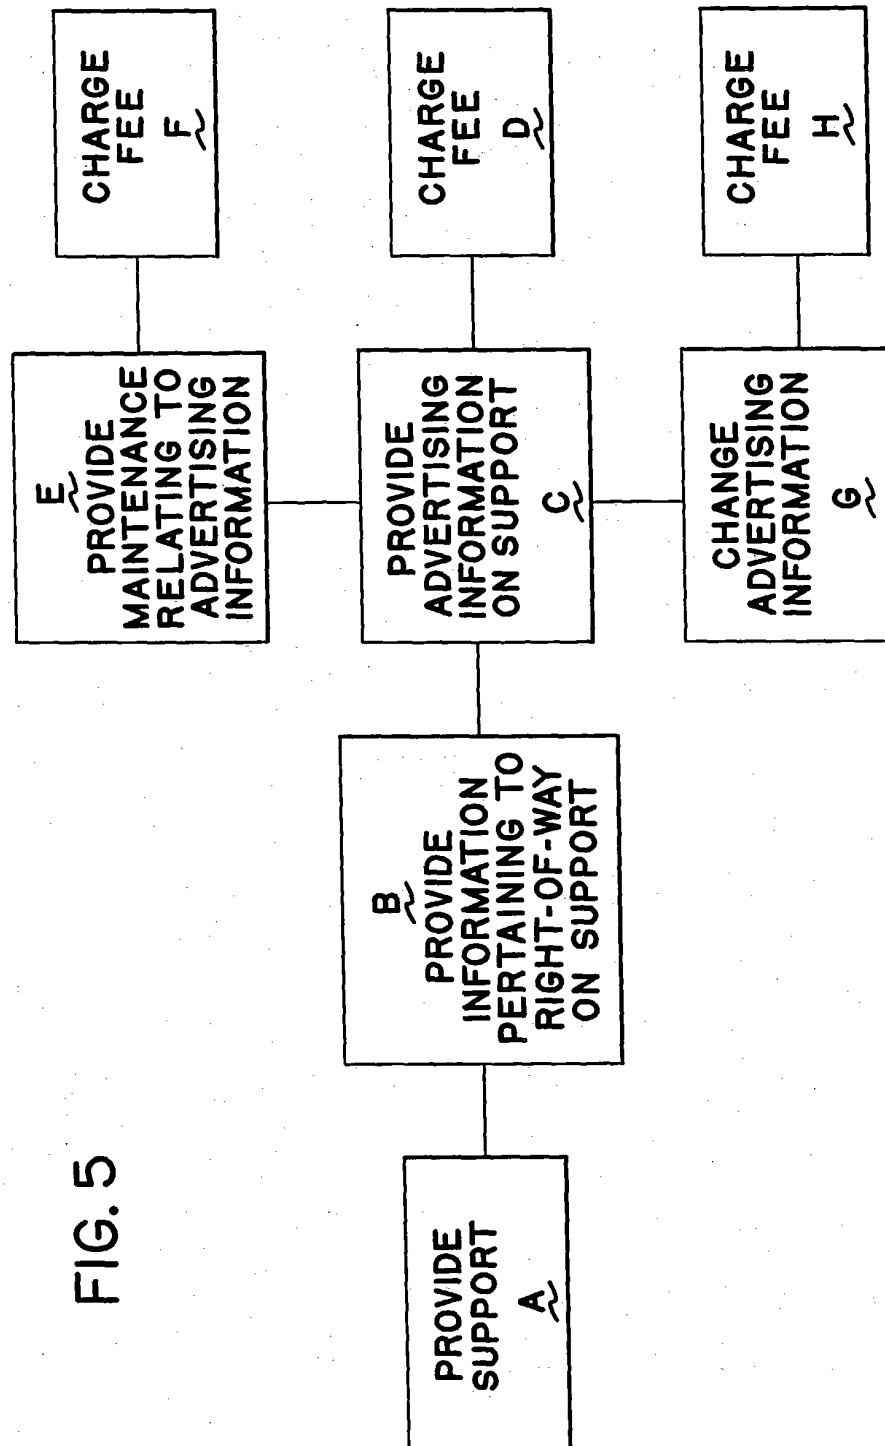 FIG. 5
PROVIDE
SUPPORT
A
B
PROVIDE
INFORMATION
PERTAINING TO
RIGHT-OF-WAY
ON SUPPORT
E
PROVIDE
MAINTENANCE
RELATING TO
ADVERTISING
INFORMATION
PROVIDE
ADVERTISING
INFORMATION
ON SUPPORT
C
CHANGE
ADVERTISING
INFORMATION
G
CHARGE
FEE
F
CHARGE
FEE
D
CHARGE
FEE
H